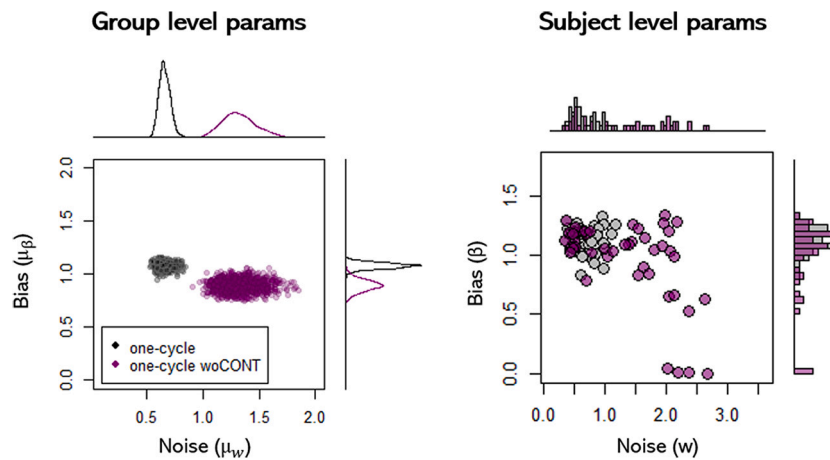 Group level params
Subject level params
2.0
1.5
1.0
0.5
0.0
Bias (μβ)
one-cycle
one-cycle woCONT
0.5 1.0 1.5 2.0
Noise (μw)
1.5
1.0
0.5
0.0
Bias (β)
0.0 1.0 2.0 3.0
Noise (w)